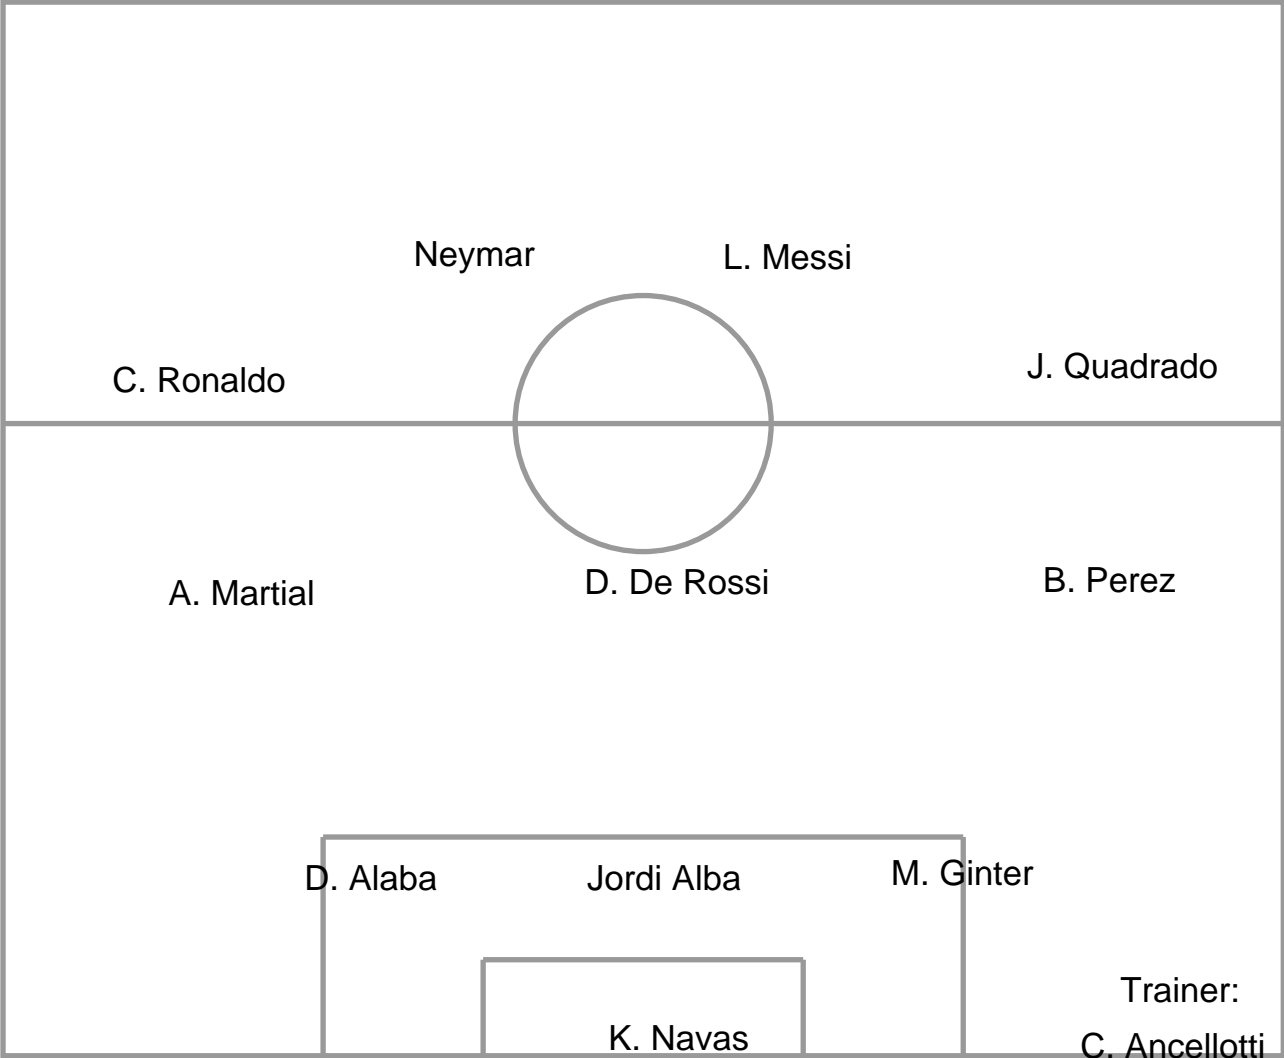 Neymar
L. Messi
C. Ronaldo
J. Quadrado
A. Martial
D. De Rossi
B. Perez
D. Alaba
Jordi Alba
M. Ginter
K. Navas
Trainer:
C. Ancellotti